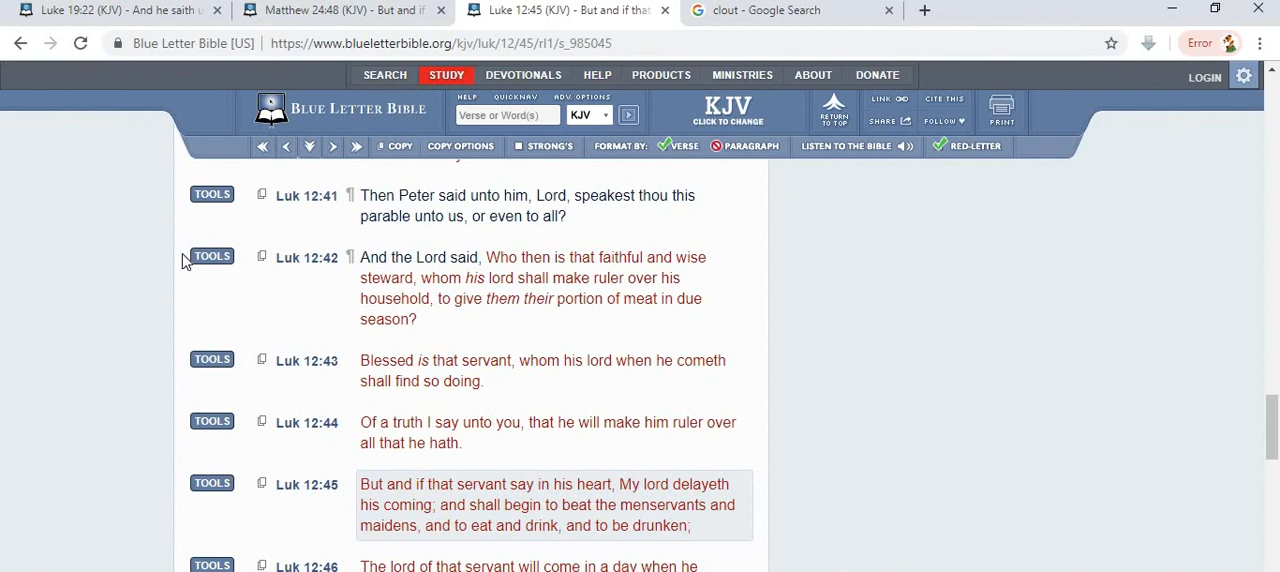 Luke 19:22 (KJV) - And he saith u
Matthew 24:48 (KJV) - But and if
Luke 12:45 (KJV) - But and if that
clout - Google Search
Blue Letter Bible [US]
https://www.blueletterbible.org/kjv/luk/12/45/rl1/s_985045
Error
SEARCH STUDY DEVOTIONALS HELP PRODUCTS MINISTRIES ABOUT DONATE
LOGIN
BLUE LETTER BIBLE
HELP QUICKNAV ADV. OPTIONS
Verse or Word(s) KJV
KJV
CLICK TO CHANGE
RETURN
TO TOP
LINK CITE THIS
SHARE FOLLOW
PRINT
COPY COPY OPTIONS STRONG'S FORMAT BY: VERSE PARAGRAPH LISTEN TO THE BIBLE RED-LETTER
TOOLS Luk 12:41 ¶ Then Peter said unto him, Lord, speakest thou this
parable unto us, or even to all?
TOOLS Luk 12:42 ¶ And the Lord said, Who then is that faithful and wise
steward, whom his lord shall make ruler over his
household, to give them their portion of meat in due
season?
TOOLS Luk 12:43 Blessed is that servant, whom his lord when he cometh
shall find so doing.
TOOLS Luk 12:44 Of a truth I say unto you, that he will make him ruler over
all that he hath.
TOOLS Luk 12:45 But and if that servant say in his heart, My lord delayeth
his coming; and shall begin to beat the menservants and
maidens, and to eat and drink, and to be drunken;
TOOLS Luk 12:46 The lord of that servant will come in a day when he